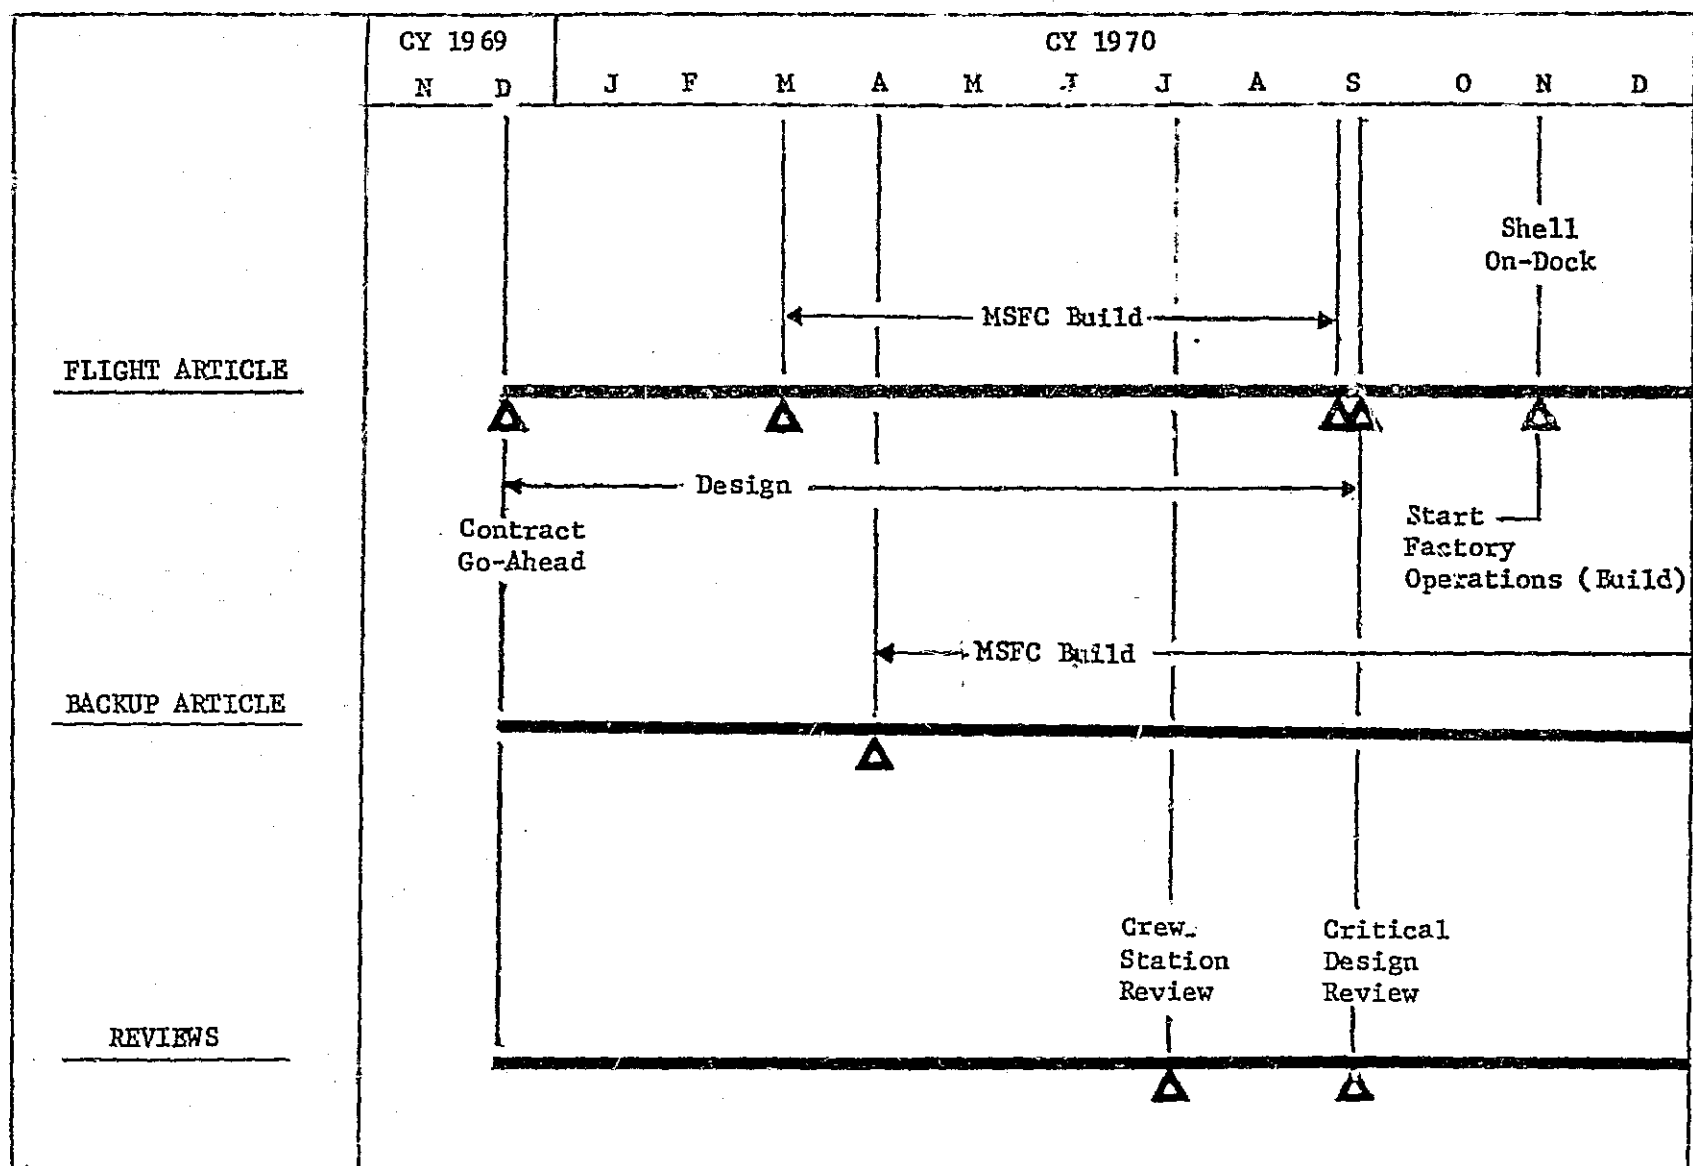 CY 1969 CY 1970
N D J F M A M J J A S O N D
Shell
On-Dock
MSFC Build
FLIGHT ARTICLE
Design
Contract
Go-Ahead
Start
Factory
Operations (Build)
MSFC Build
BACKUP ARTICLE
Crew
Station
Review
Critical
Design
Review
REVIEWS